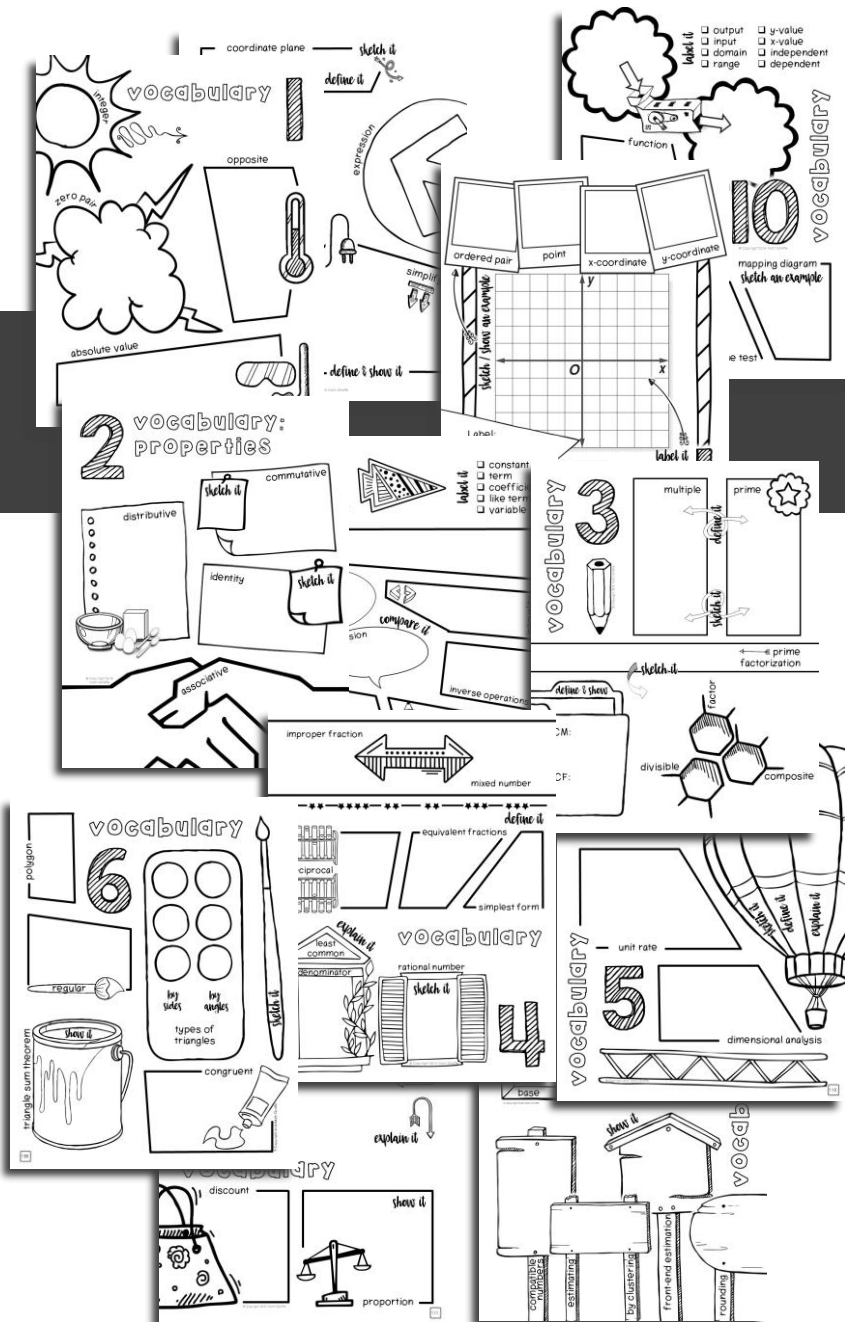 coordinate plane
sketch it
define it
vocabulary
1
integer
opposite
zero pair
absolute value
define & show it
expression
label it
output
input
domain
range
y-value
x-value
independent
dependent
function
vocabulary
10
mapping diagram
sketch an example
test
ordered pair
point
x-coordinate
y-coordinate
sketch / show an example
y
O
x
Label:
label it
2
vocabulary:
properties
distributive
sketch it
commutative
identity
sketch it
associative
label it
constant
term
variable
compare it
inverse operations
vocabulary
3
multiple
prime
define it
sketch it
prime
factorization
sketch it
define & show
CM:
CF:
factor
divisible
composite
improper fraction
mixed number
define it
equivalent fractions
simplest form
explain it
least
common
denominator
vocabulary
rational number
sketch it
4
vocabulary
6
polygon
regular
by
sides
by
angles
types of
triangles
sketch it
show it
triangle sum theorem
congruent
unit rate
sketch it
define it
explain it
vocabulary
5
dimensional analysis
explain it
vocabulary
discount
show it
proportion
base
show it
compatible
numbers
estimating
by clustering
front-end estimation
rounding